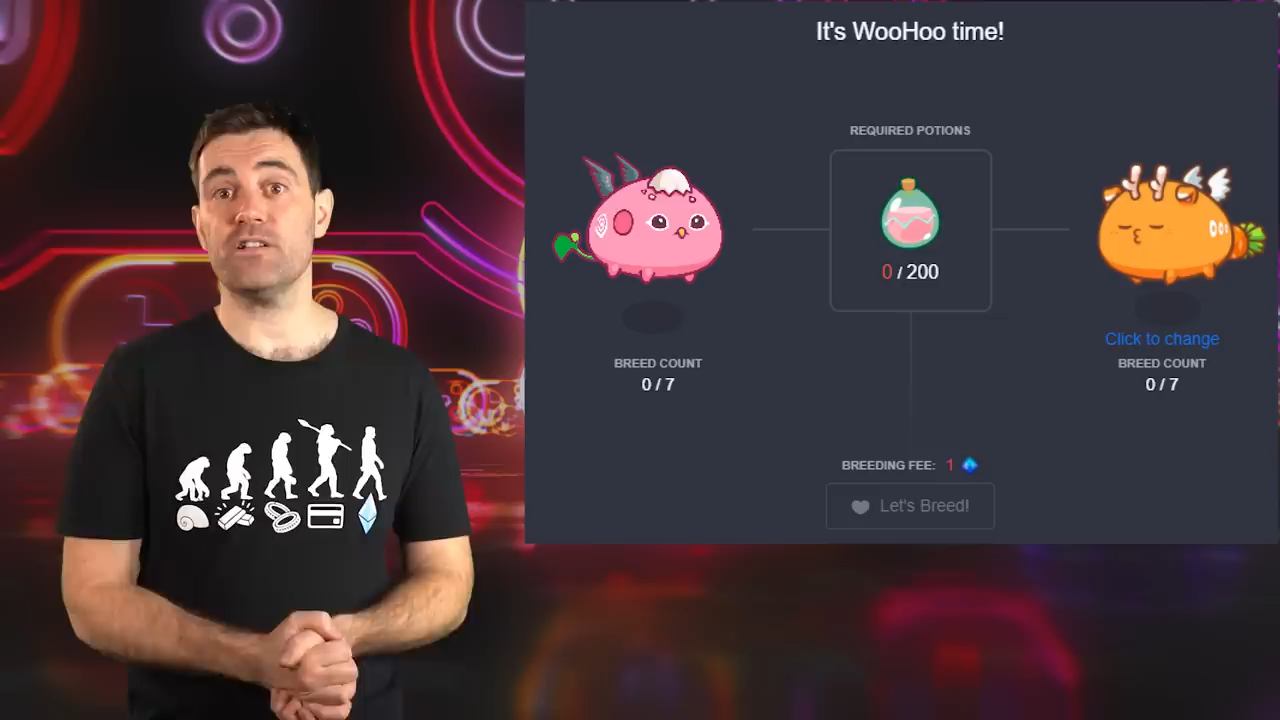 It's WooHoo time!
REQUIRED POTIONS
0 / 200
Click to change
BREED COUNT
0 / 7
BREED COUNT
0 / 7
BREEDING FEE: 1
Let's Breed!